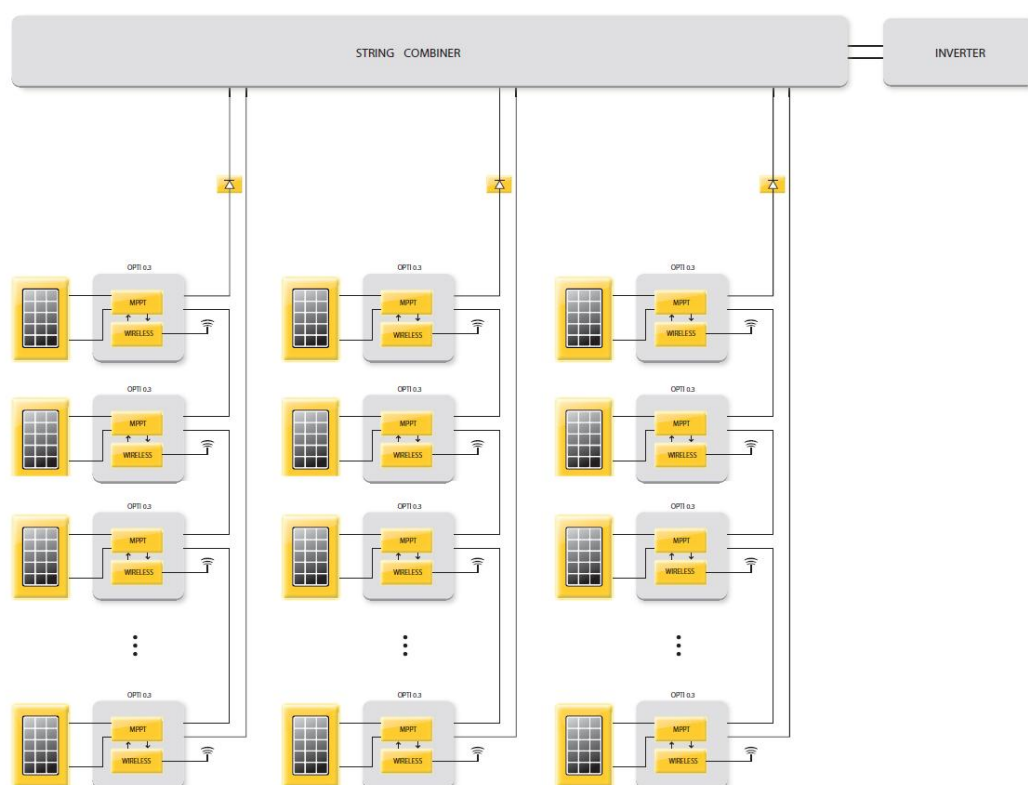 STRING COMBINER
INVERTER
OPTI 0.3
OPTI 0.3
OPTI 0.3
MPPT
MPPT
MPPT
WIRELESS
WIRELESS
WIRELESS
OPTI 0.3
OPTI 0.3
OPTI 0.3
MPPT
MPPT
MPPT
WIRELESS
WIRELESS
WIRELESS
OPTI 0.3
OPTI 0.3
OPTI 0.3
MPPT
MPPT
MPPT
WIRELESS
WIRELESS
WIRELESS
OPTI 0.3
OPTI 0.3
OPTI 0.3
MPPT
MPPT
MPPT
WIRELESS
WIRELESS
WIRELESS